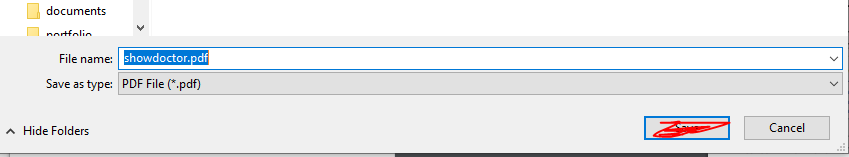 documents
portfolio
File name: showdoctor.pdf
Save as type: PDF File (*.pdf)
Hide Folders
Cancel